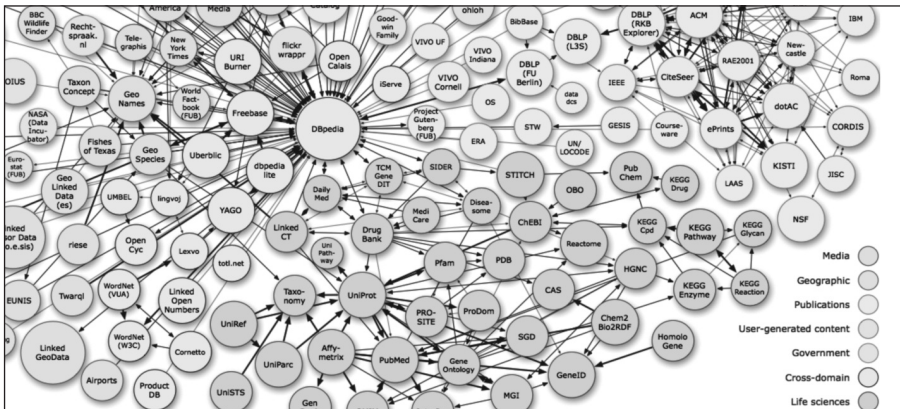 America
Media
ohloh
BBC
Wildlife
Finder
Recht-
spraak.
nl
Tele-
graphis
New
York
Times
URI
Burner
flickr
wrappr
Open
Calais
Good-
win
Family
iServe
VIVO UF
VIVO
Indiana
VIVO
Cornell
BibBase
DBLP
(L3S)
DBLP
(FU
Berlin)
data
dcs
DBLP
(RKB
Explorer)
ACM
IBM
IEEE
CiteSeer
RAE2001
New-
castle
Roma
dotAC
ePrints
CORDIS
KISTI
JISC
LAAS
NSF
Course-
ware
GESIS
UN/
LOCODE
STW
OS
ERA
Project
Guten-
berg
(FUB)
DBpedia
Freebase
World
Fact-
book
(FUB)
Geo
Names
Taxon
Concept
NASA
(Data
Incu-
bator)
Fishes
of Texas
Geo
Species
Uberblic
dbpedia
lite
Euro-
stat
(FUB)
Geo
Linked
Data
(es)
UMBEL
lingvoj
YAGO
riese
Open
Cyc
Lexvo
totl.net
EUNIS
Twarql
WordNet
(VUA)
Linked
Open
Numbers
WordNet
(W3C)
Cornetto
Linked
GeoData
Airports
Product
DB
Daily
Med
TCM
Gene
DIT
SIDER
STITCH
Linked
CT
Drug
Bank
Medi
Care
Disea-
some
ChEBI
OBO
Pub
Chem
KEGG
Drug
KEGG
Cpd
KEGG
Pathway
KEGG
Glycan
KEGG
Enzyme
KEGG
Reaction
Reactome
HGNC
Uni
Path-
way
Pfam
PDB
CAS
Taxo-
nomy
UniProt
PRO-
SITE
ProDom
Chem2
Bio2RDF
SGD
Homolo
Gene
UniRef
UniParc
UniSTS
Affy-
metrix
PubMed
Gene
Ontology
GeneID
MGI
Gen
Media
Geographic
Publications
User-generated content
Government
Cross-domain
Life sciences